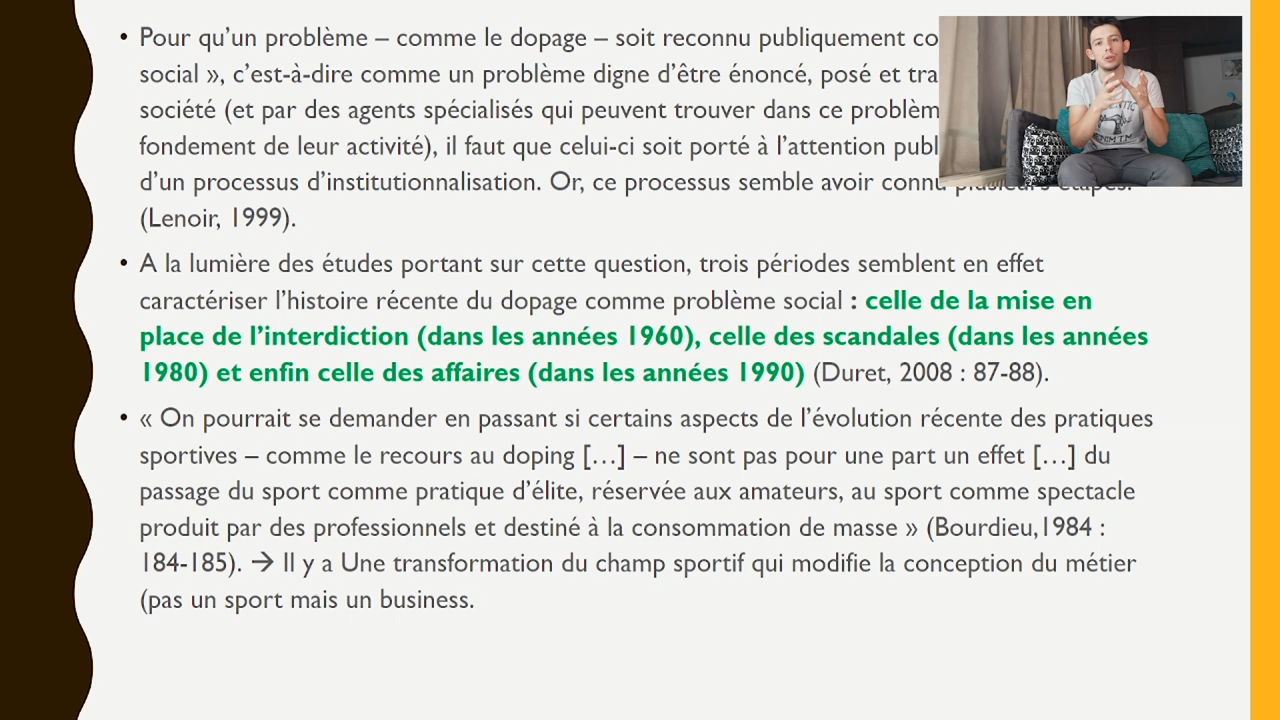 • Pour qu’un problème – comme le dopage – soit reconnu publiquement
social », c’est-à-dire comme un problème digne d’être énoncé, posé et
société (et par des agents spécialisés qui peuvent trouver dans ce
fondement de leur activité), il faut que celui-ci soit porté à l’attention
d’un processus d’institutionnalisation. Or, ce processus semble avoir connu plusieurs étapes.
(Lenoir, 1999).
• A la lumière des études portant sur cette question, trois périodes semblent en effet
caractériser l’histoire récente du dopage comme problème social : celle de la mise en
place de l’interdiction (dans les années 1960), celle des scandales (dans les années
1980) et enfin celle des affaires (dans les années 1990) (Duret, 2008 : 87-88).
• « On pourrait se demander en passant si certains aspects de l’évolution récente des pratiques
sportives – comme le recours au doping […] – ne sont pas pour une part un effet […] du
passage du sport comme pratique d’élite, réservée aux amateurs, au sport comme spectacle
produit par des professionnels et destiné à la consommation de masse » (Bourdieu,1984 :
184-185). → Il y a Une transformation du champ sportif qui modifie la conception du métier
(pas un sport mais un business.